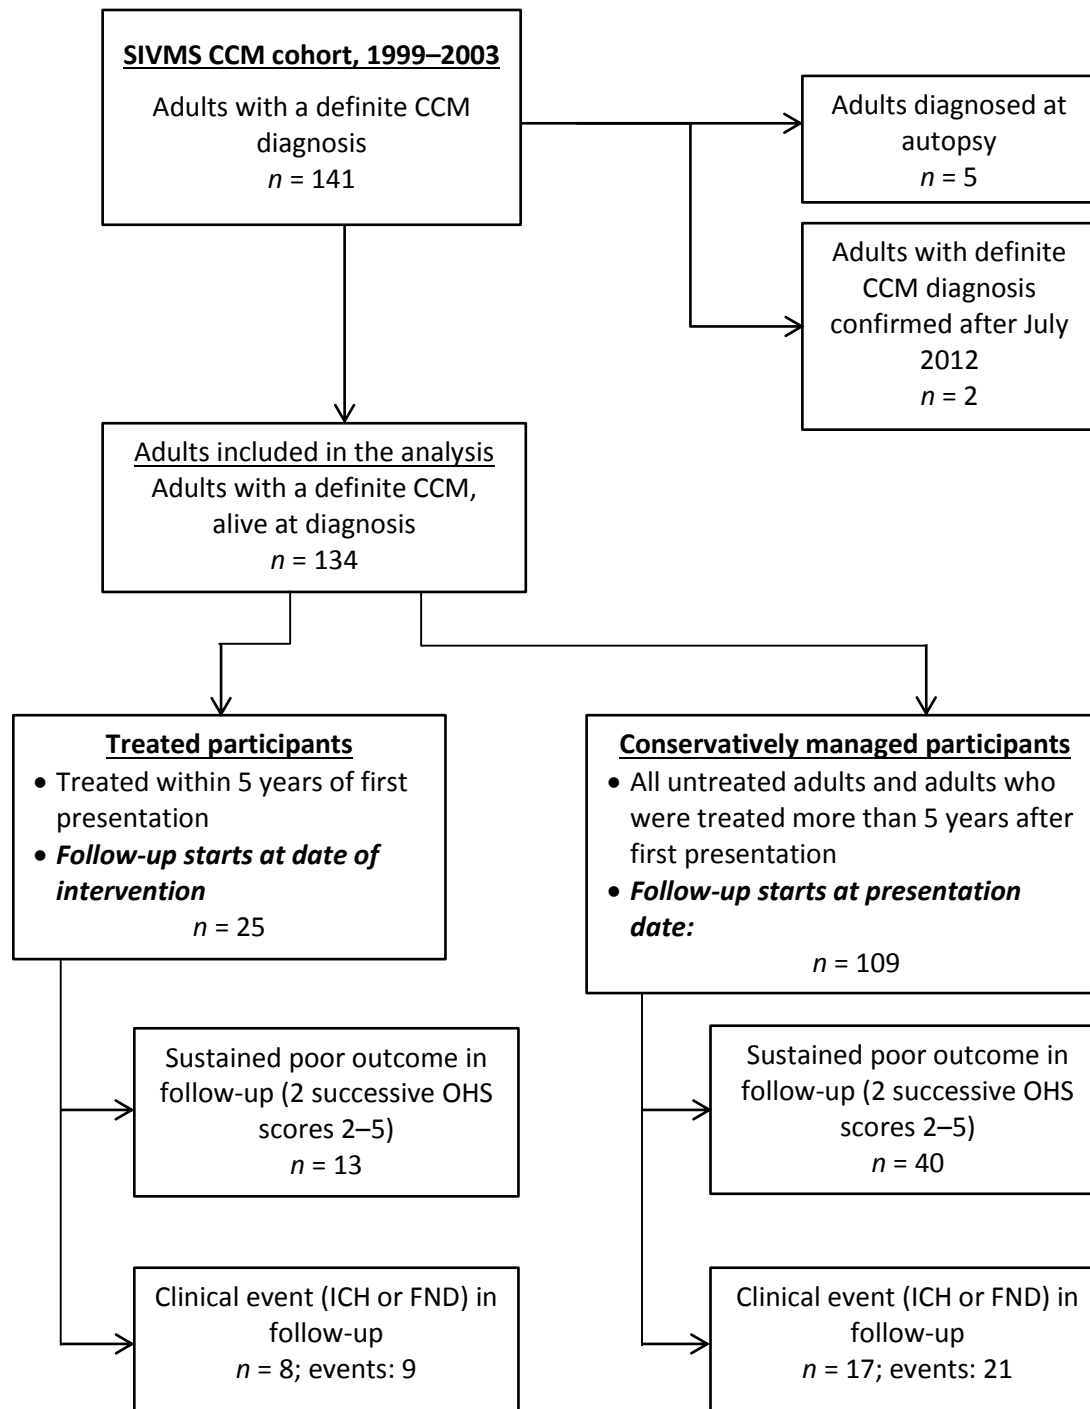 SIVMS CCM cohort, 1999–2003
Adults with a definite CCM
diagnosis
n = 141
Adults diagnosed at
autopsy
n = 5
Adults with definite
CCM diagnosis
confirmed after July
2012
n = 2
Adults included in the analysis
Adults with a definite CCM,
alive at diagnosis
n = 134
Treated participants
• Treated within 5 years of first
presentation
• Follow-up starts at date of
intervention
n = 25
Conservatively managed participants
• All untreated adults and adults who
were treated more than 5 years after
first presentation
• Follow-up starts at presentation
date:
n = 109
Sustained poor outcome in
follow-up (2 successive OHS
scores 2–5)
n = 13
Sustained poor outcome in
follow-up (2 successive OHS
scores 2–5)
n = 40
Clinical event (ICH or FND) in
follow-up
n = 8; events: 9
Clinical event (ICH or FND) in
follow-up
n = 17; events: 21